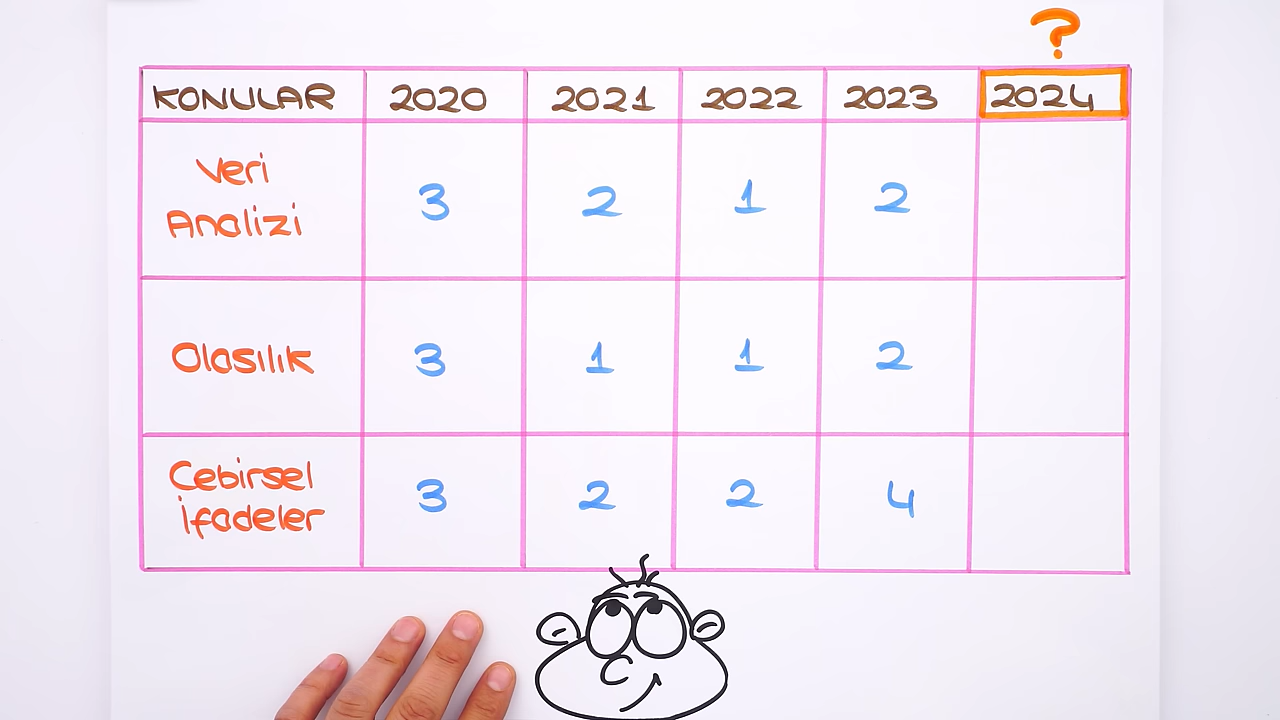 ?
KONULAR 2020 2021 2022 2023 2024
Veri
Analizi
3 2 1 2
Olasılık 3 1 1 2
Cebirsel
İfadeler
3 2 2 4